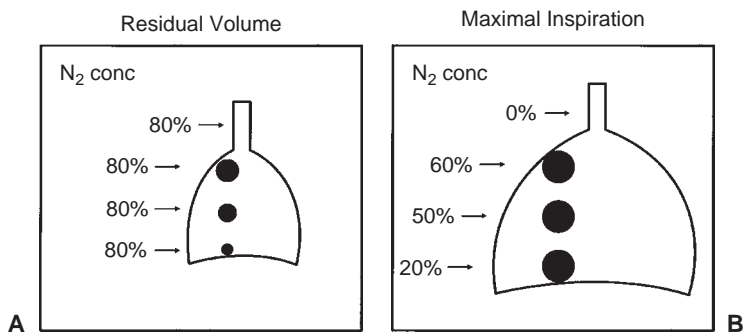 Residual Volume
Maximal Inspiration
N₂ conc
80%
80%
80%
80%
A
N₂ conc
0%
60%
50%
20%
B